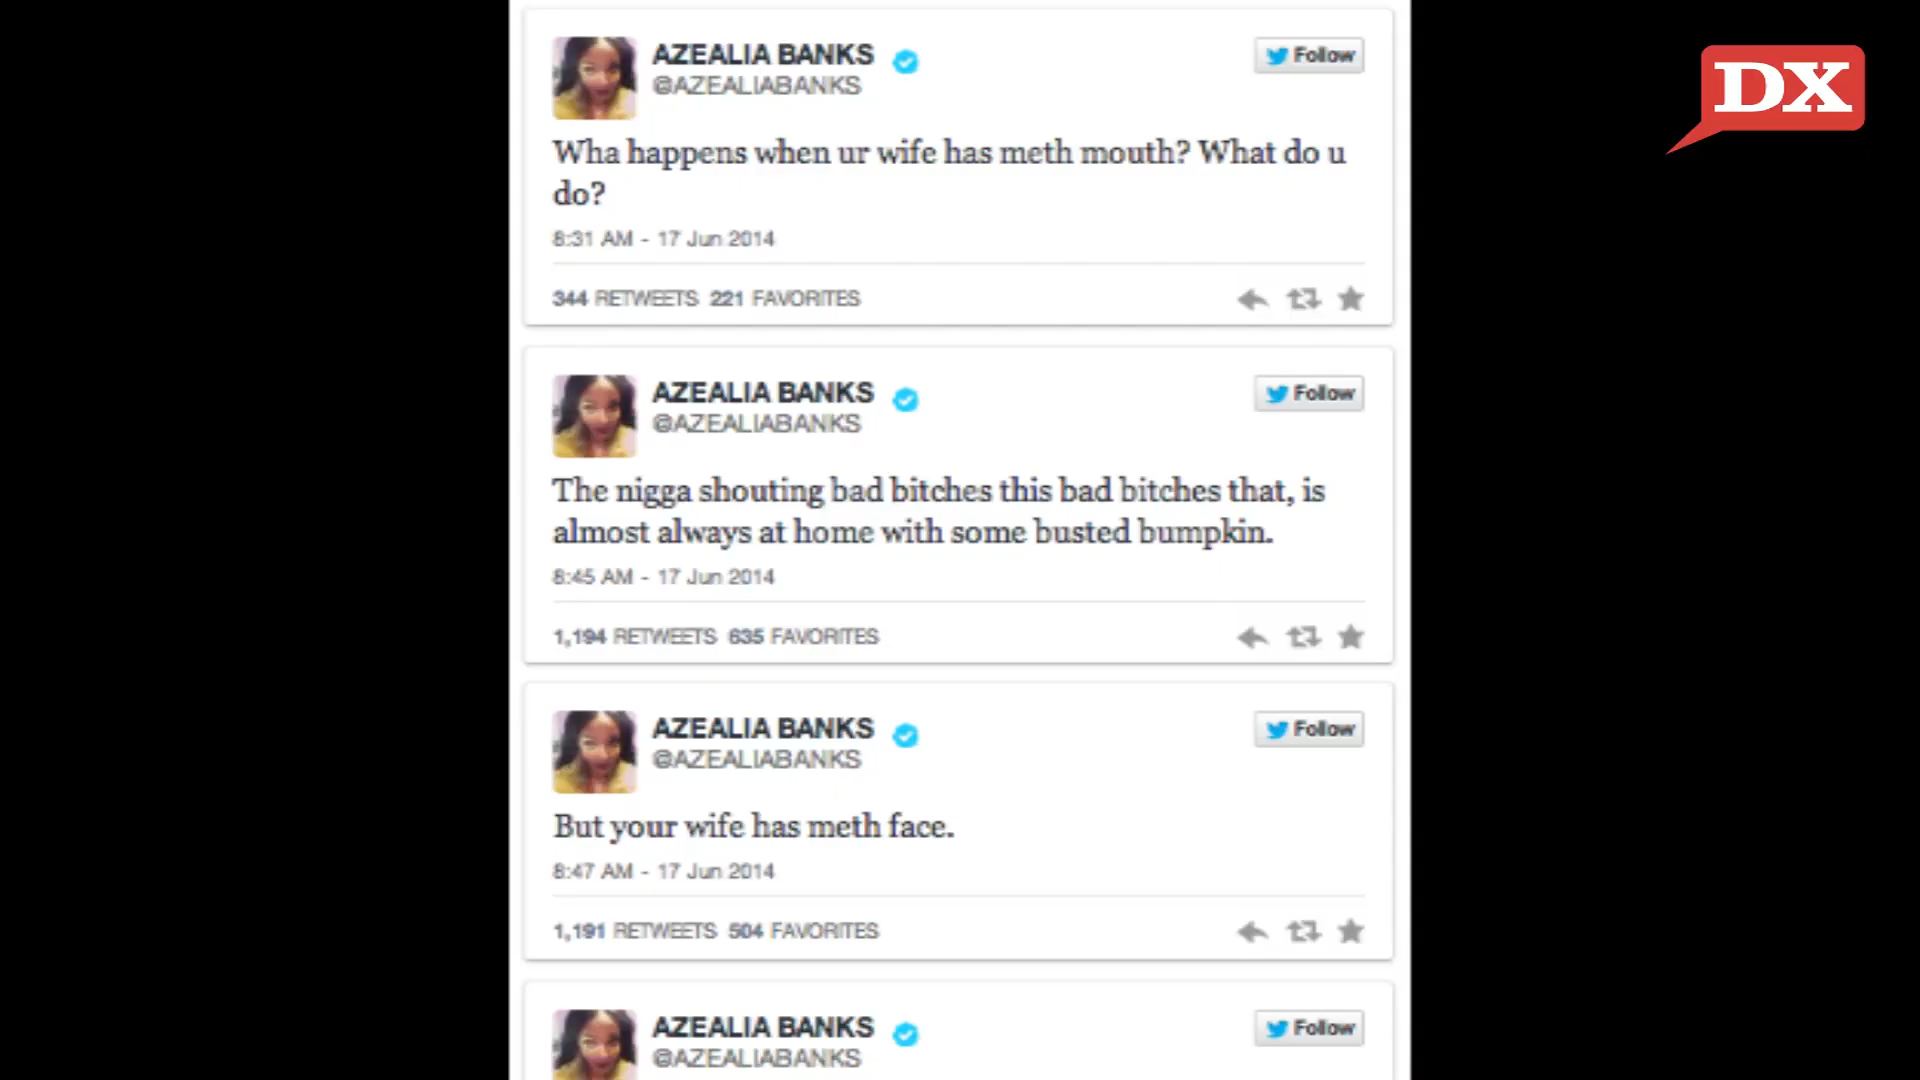 AZEALIA BANKS
@AZEALIABANKS
Follow
DX
Wha happens when ur wife has meth mouth? What do u
do?
8:31 AM - 17 Jun 2014
344 RETWEETS 221 FAVORITES
AZEALIA BANKS
@AZEALIABANKS
Follow
The nigga shouting bad bitches this bad bitches that, is
almost always at home with some busted bumpkin.
8:45 AM - 17 Jun 2014
1,194 RETWEETS 635 FAVORITES
AZEALIA BANKS
@AZEALIABANKS
Follow
But your wife has meth face.
8:47 AM - 17 Jun 2014
1,191 RETWEETS 504 FAVORITES
AZEALIA BANKS
@AZEALIABANKS
Follow